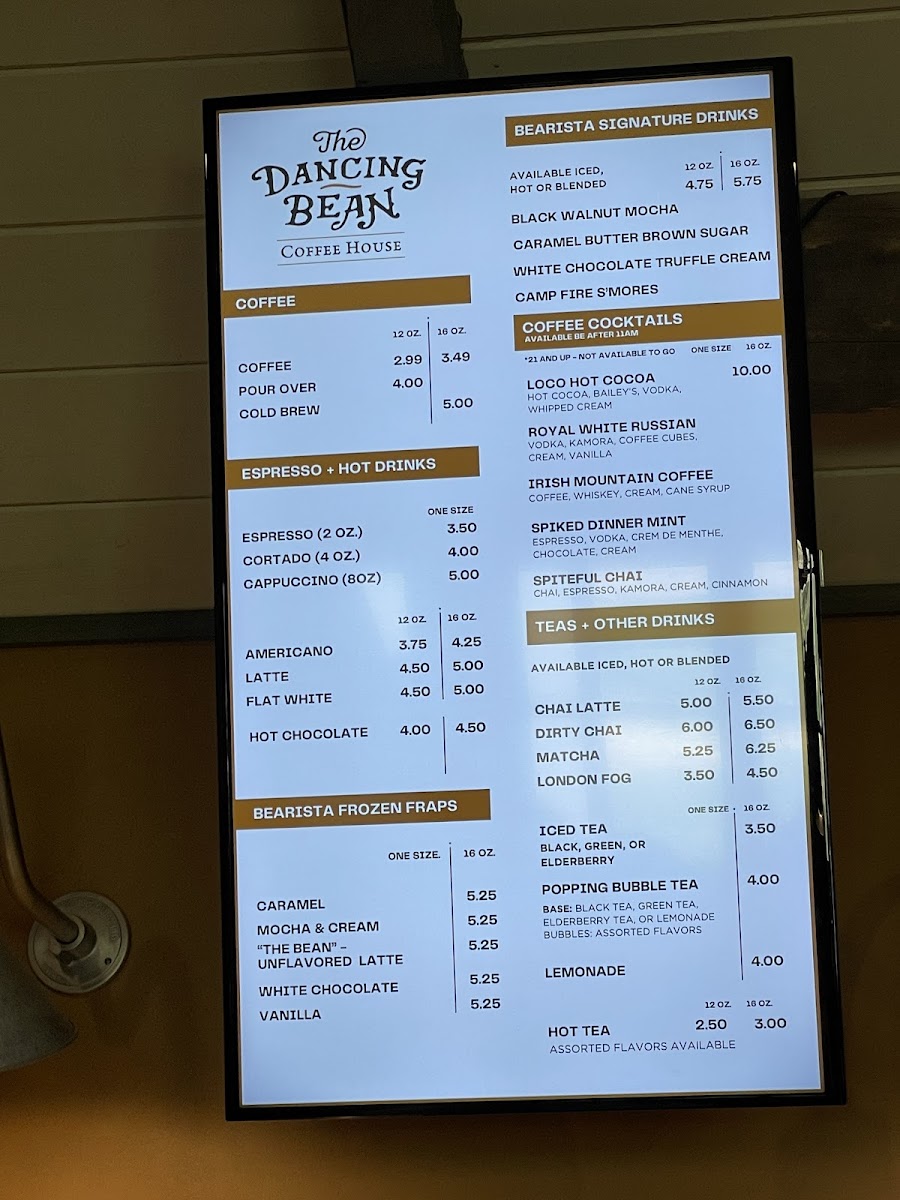 The
DANCING
BEAN
COFFEE HOUSE
COFFEE
12 OZ. 16 OZ.
COFFEE 2.99 3.49
POUR OVER 4.00
COLD BREW 5.00
ESPRESSO + HOT DRINKS
ONE SIZE
ESPRESSO (2 OZ.) 3.50
CORTADO (4 OZ.) 4.00
CAPPUCCINO (8OZ) 5.00
12 OZ. 16 OZ.
AMERICANO 3.75 4.25
LATTE 4.50 5.00
FLAT WHITE 4.50 5.00
HOT CHOCOLATE 4.00 4.50
BEARISTA FROZEN FRAPS
ONE SIZE. 16 OZ.
CARAMEL 5.25
MOCHA & CREAM 5.25
"THE BEAN" – 5.25
UNFLAVORED LATTE
WHITE CHOCOLATE 5.25
VANILLA 5.25
BEARISTA SIGNATURE DRINKS
AVAILABLE ICED, 12 OZ. 16 OZ.
HOT OR BLENDED 4.75 5.75
BLACK WALNUT MOCHA
CARAMEL BUTTER BROWN SUGAR
WHITE CHOCOLATE TRUFFLE CREAM
CAMP FIRE S'MORES
COFFEE COCKTAILS
AVAILABLE BE AFTER 11AM
*21 AND UP – NOT AVAILABLE TO GO ONE SIZE 16 OZ.
LOCO HOT COCOA 10.00
HOT COCOA, BAILEY'S, VODKA,
WHIPPED CREAM
ROYAL WHITE RUSSIAN
VODKA, KAMORA, COFFEE CUBES,
CREAM, VANILLA
IRISH MOUNTAIN COFFEE
COFFEE, WHISKEY, CREAM, CANE SYRUP
SPIKED DINNER MINT
ESPRESSO, VODKA, CREM DE MENTHE,
CHOCOLATE, CREAM
SPITEFUL CHAI
CHAI, ESPRESSO, KAMORA, CREAM, CINNAMON
TEAS + OTHER DRINKS
AVAILABLE ICED, HOT OR BLENDED
12 OZ. 16 OZ.
CHAI LATTE 5.00 5.50
DIRTY CHAI 6.00 6.50
MATCHA 5.25 6.25
LONDON FOG 3.50 4.50
ONE SIZE 16 OZ.
ICED TEA 3.50
BLACK, GREEN, OR
ELDERBERRY
POPPING BUBBLE TEA 4.00
BASE: BLACK TEA, GREEN TEA,
ELDERBERRY TEA, OR LEMONADE
BUBBLES: ASSORTED FLAVORS
LEMONADE 4.00
12 OZ. 16 OZ.
HOT TEA 2.50 3.00
ASSORTED FLAVORS AVAILABLE